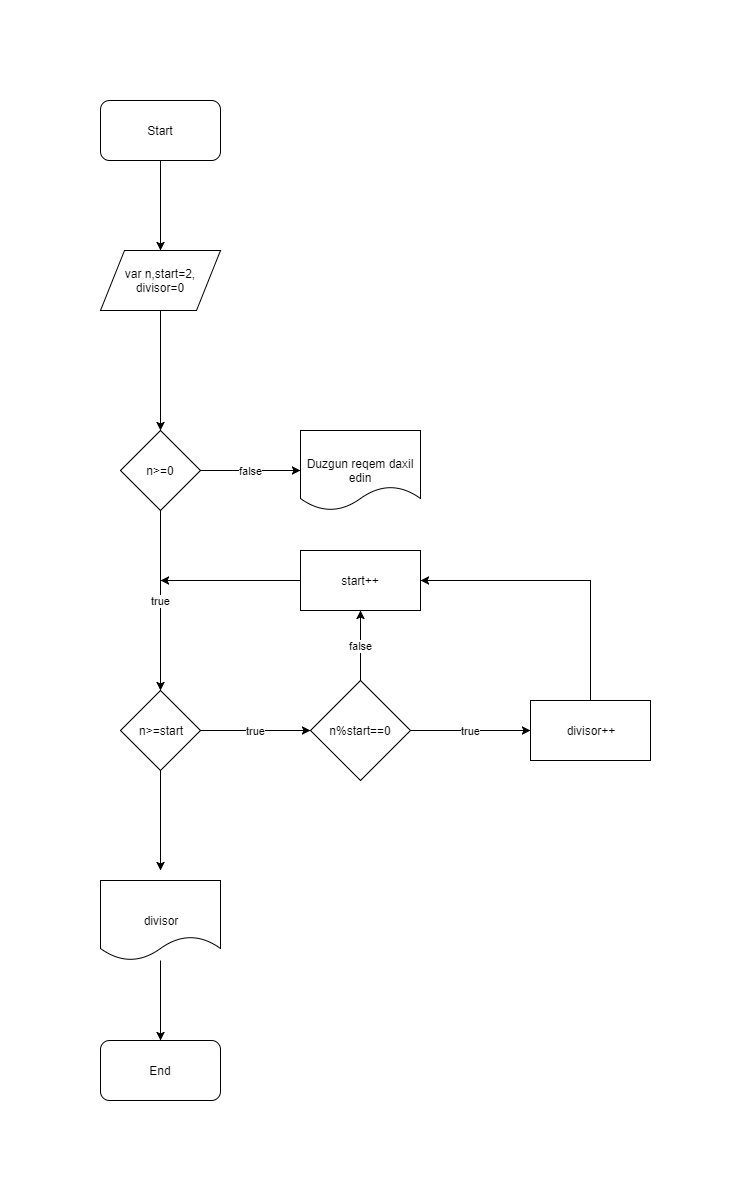 Start
var n,start=2,
divisor=0
n>=0
false
Duzgun reqem daxil
edin
start++
true
false
n>=start
true
n%start==0
true
divisor++
divisor
End